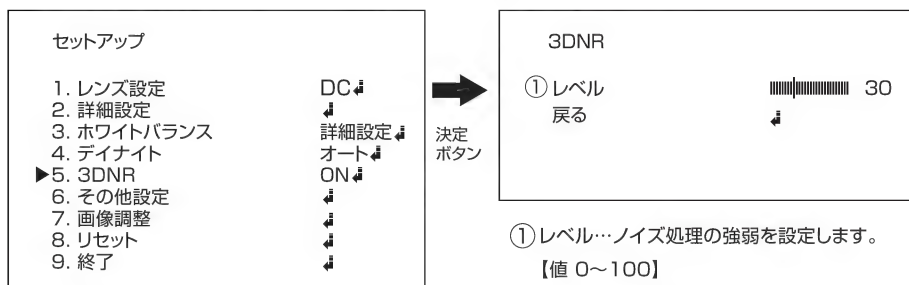 セットアップ
1. レンズ設定 DC
2. 詳細設定
3. ホワイトバランス 詳細設定
4. デイナイト オート
▶5. 3DNR ON
6. その他設定
7. 画像調整
8. リセット
9. 終了
決定
ボタン
3DNR
① レベル 30
戻る
①レベル…ノイズ処理の強弱を設定します。
【値 0～100】